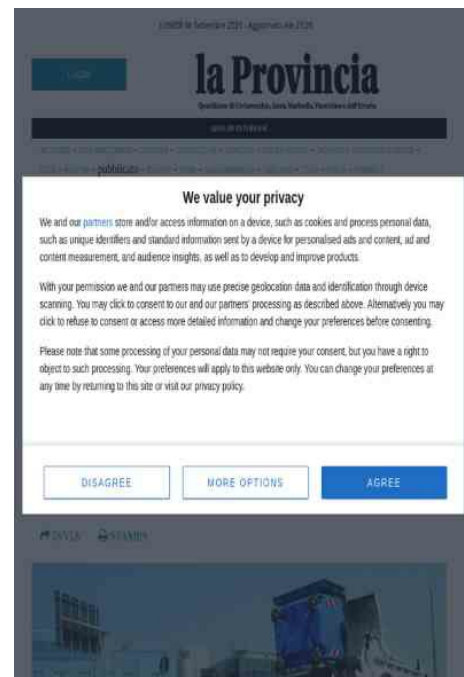 la Provincia
pubblicato
We value your privacy
We and our partners store and/or access information on a device, such as cookies and process personal data,
such as unique identifiers and standard information sent by a device for personalised ads and content, ad and
content measurement, and audience insights, as well as to develop and improve products.
With your permission we and our partners may use precise geolocation data and identification through device
scanning. You may click to consent to our and our partners' processing as described above. Alternatively you may
click to refuse to consent or access more detailed information and change your preferences before consenting.
Please note that some processing of your personal data may not require your consent, but you have a right to
object to such processing. Your preferences will apply to this website only. You can change your preferences at
any time by returning to this site or visit our privacy policy.
DISAGREE MORE OPTIONS AGREE
STAMPA